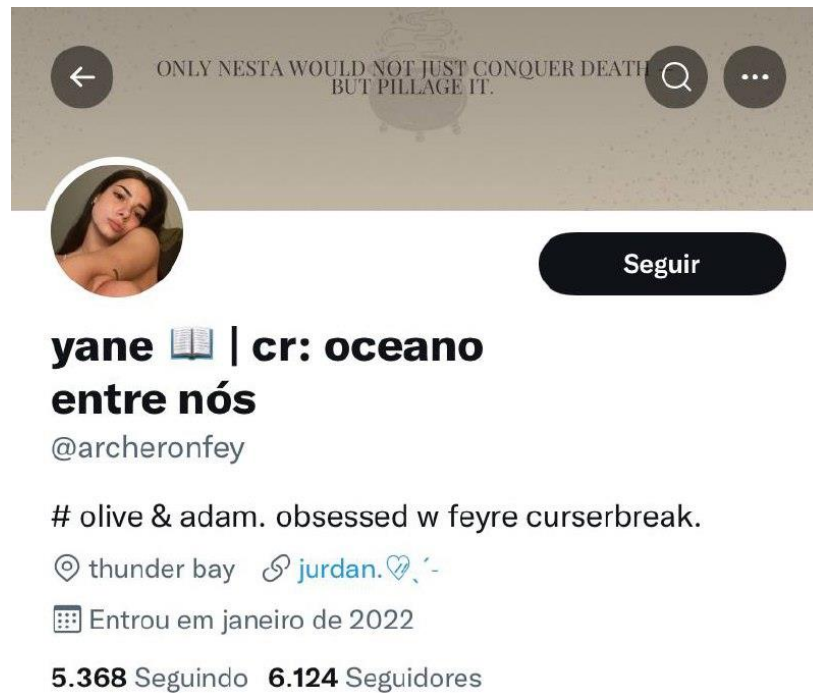 ONLY NESTA WOULD NOT JUST CONQUER DEATH
BUT PILLAGE IT.
Seguir
yane 📖 | cr: oceano
entre nós
@archeronfey
# olive & adam. obsessed w feyre curserbreak.
thunder bay jurdan.
Entrou em janeiro de 2022
5.368 Seguindo 6.124 Seguidores